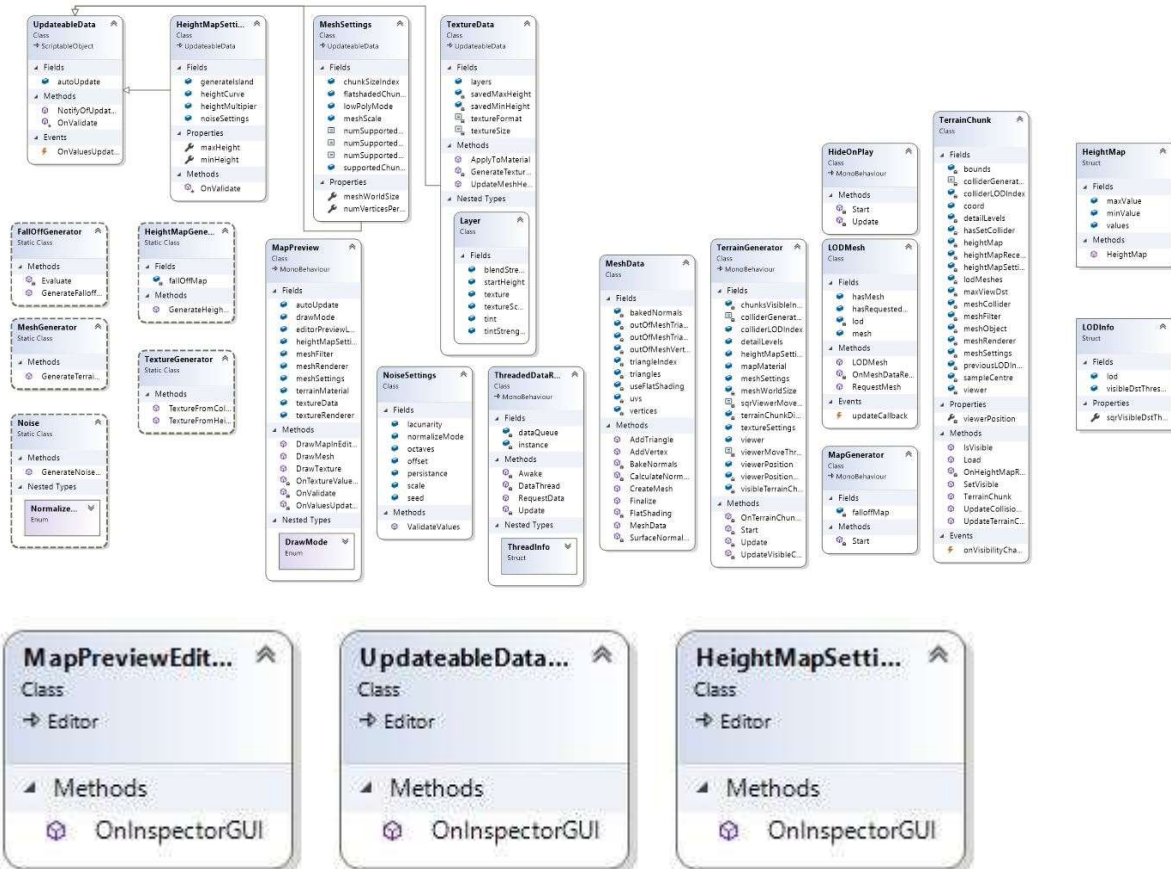 UpdateableData
Class
ScriptableObject
Fields
autoUpdate
Methods
NotifyOfUpdat...
OnValidate
Events
OnValuesUpdat...
HeightMapSetti...
Class
UpdateableData
Fields
generateIsland
heightCurve
heightMultipier
noiseSettings
Properties
maxHeight
minHeight
Methods
OnValidate
MeshSettings
Class
UpdateableData
Fields
chunkSizeIndex
flatshadedChun...
lowPolyMode
meshScale
numSupported...
numSupported...
numSupported...
supportedChun...
Properties
meshWorldSize
numVerticesPer...
TextureData
Class
UpdateableData
Fields
layers
savedMaxHeight
savedMinHeight
textureFormat
textureSize
Methods
ApplyToMaterial
GenerateTextur...
UpdateMeshHe...
Nested Types
Layer
Class
Fields
blendStre...
startHeight
texture
textureSc...
tint
tintStreng...
FallOffGenerator
Static Class
Methods
Evaluate
GenerateFalloff...
HeightMapGene...
Static Class
Fields
fallOffMap
Methods
GenerateHeigh...
MeshGenerator
Static Class
Methods
GenerateTerrai...
TextureGenerator
Static Class
Methods
TextureFromCol...
TextureFromHei...
Noise
Static Class
Methods
GenerateNoise...
Nested Types
Normalize...
Enum
MapPreview
Class
MonoBehaviour
Fields
autoUpdate
drawMode
editorPreviewL...
heightMapSetti...
meshFilter
meshRenderer
meshSettings
terrainMaterial
textureData
textureRenderer
Methods
DrawMapInEdit...
DrawMesh
DrawTexture
OnTextureValue...
OnValidate
OnValuesUpdat...
Nested Types
DrawMode
Enum
NoiseSettings
Class
Fields
lacunarity
normalizeMode
octaves
offset
persistance
scale
seed
Methods
ValidateValues
ThreadedDataR...
Class
MonoBehaviour
Fields
dataQueue
instance
Methods
Awake
DataThread
RequestData
Update
Nested Types
ThreadInfo
Struct
MeshData
Class
Fields
bakedNormals
outOfMeshTria...
outOfMeshTria...
outOfMeshVert...
triangleIndex
triangles
useFlatShading
uvs
vertices
Methods
AddTriangle
AddVertex
BakeNormals
CalculateNorm...
CreateMesh
Finalize
FlatShading
MeshData
SurfaceNormal...
TerrainGenerator
Class
MonoBehaviour
Fields
chunksVisibleIn...
colliderGenerat...
colliderLODIndex
detailLevels
heightMapSetti...
mapMaterial
meshSettings
meshWorldSize
sqrViewerMove...
terrainChunkDi...
textureSettings
viewer
viewerMoveThr...
viewerPosition
viewerPosition...
visibleTerrainCh...
Methods
OnTerrainChun...
Start
Update
UpdateVisibleC...
HideOnPlay
Class
MonoBehaviour
Methods
Start
Update
LODMesh
Class
Fields
hasMesh
hasRequested...
lod
mesh
Methods
LODMesh
OnMeshDataRe...
RequestMesh
Events
updateCallback
MapGenerator
Class
MonoBehaviour
Fields
falloffMap
Methods
Start
TerrainChunk
Class
Fields
bounds
colliderGenerat...
colliderLODIndex
coord
detailLevels
hasSetCollider
heightMap
heightMapRece...
heightMapSetti...
lodMeshes
maxViewDst
meshCollider
meshFilter
meshObject
meshRenderer
meshSettings
previousLODIn...
sampleCentre
viewer
Properties
viewerPosition
Methods
IsVisible
Load
OnHeightMapR...
SetVisible
TerrainChunk
UpdateCollisio...
UpdateTerrainC...
Events
onVisibilityCha...
HeightMap
Struct
Fields
maxValue
minValue
values
Methods
HeightMap
LODInfo
Struct
Fields
lod
visibleDstThres...
Properties
sqrVisibleDstTh...
MapPreviewEdit...
Class
Editor
Methods
OnInspectorGUI
UpdateableData...
Class
Editor
Methods
OnInspectorGUI
HeightMapSetti...
Class
Editor
Methods
OnInspectorGUI